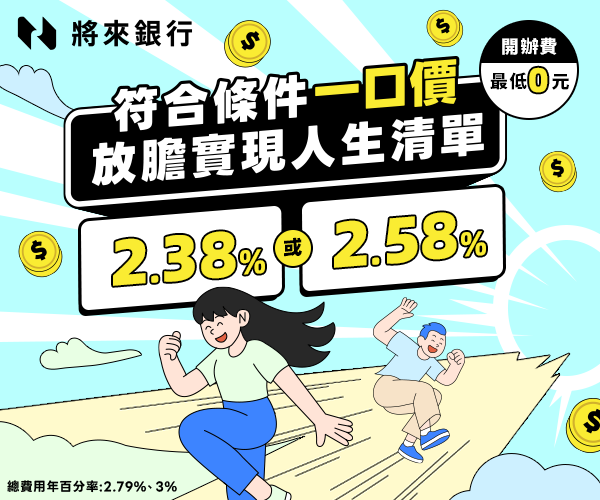 將來銀行
開辦費
最低0元
符合條件一口價
放膽實現人生清單
2.38%
或
2.58%
N
總費用年百分率:2.79%、3%